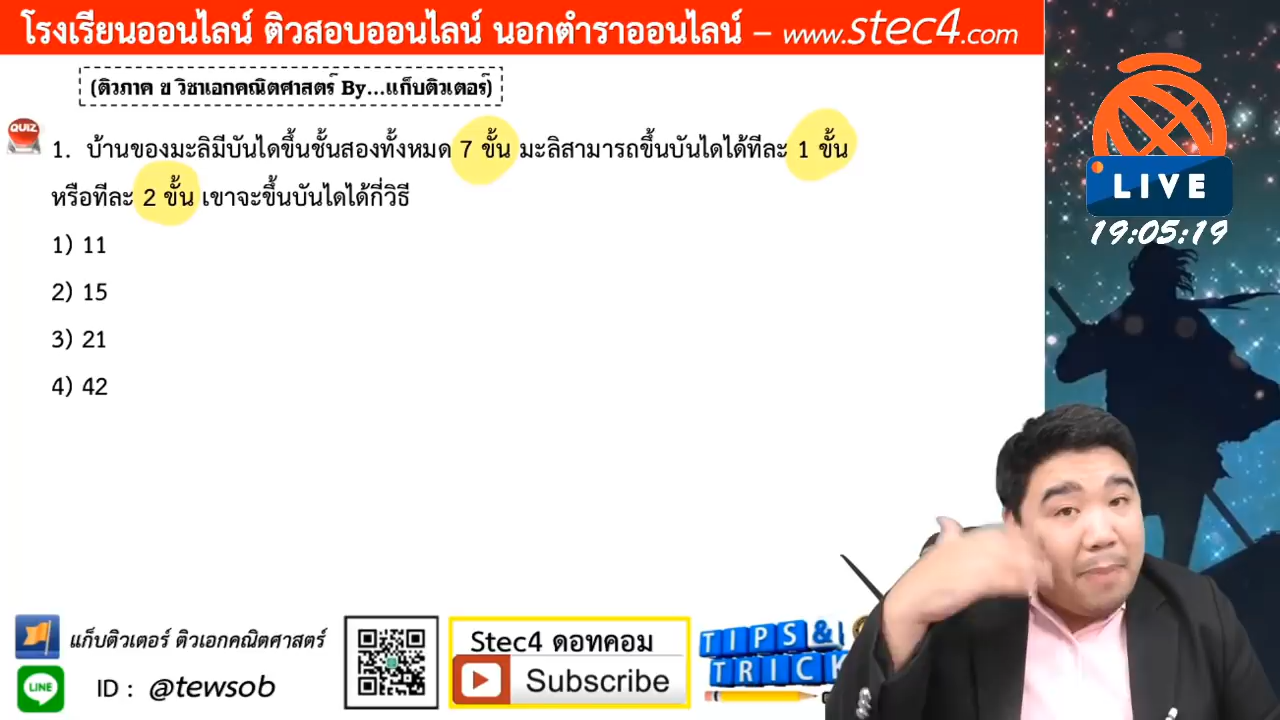 โรงเรียนออนไลน์ ติวสอบออนไลน์ นอกตำราออนไลน์ – www.stec4.com
(ติวภาค ข วิชาเอกคณิตศาสตร์ By...แก็บติวเตอร์)
QUIZ
1. บ้านของมะลิมีบันไดขึ้นชั้นสองทั้งหมด 7 ขั้น มะลิสามารถขึ้นบันไดได้ทีละ 1 ขั้น
หรือทีละ 2 ขั้น เขาจะขึ้นบันไดได้กี่วิธี
1) 11
2) 15
3) 21
4) 42
LIVE
19:05:19
แก็บติวเตอร์ ติวเอกคณิตศาสตร์
LINE
ID : @tewsob
Stec4 ดอทคอม
Subscribe
TIPS &
TRICK